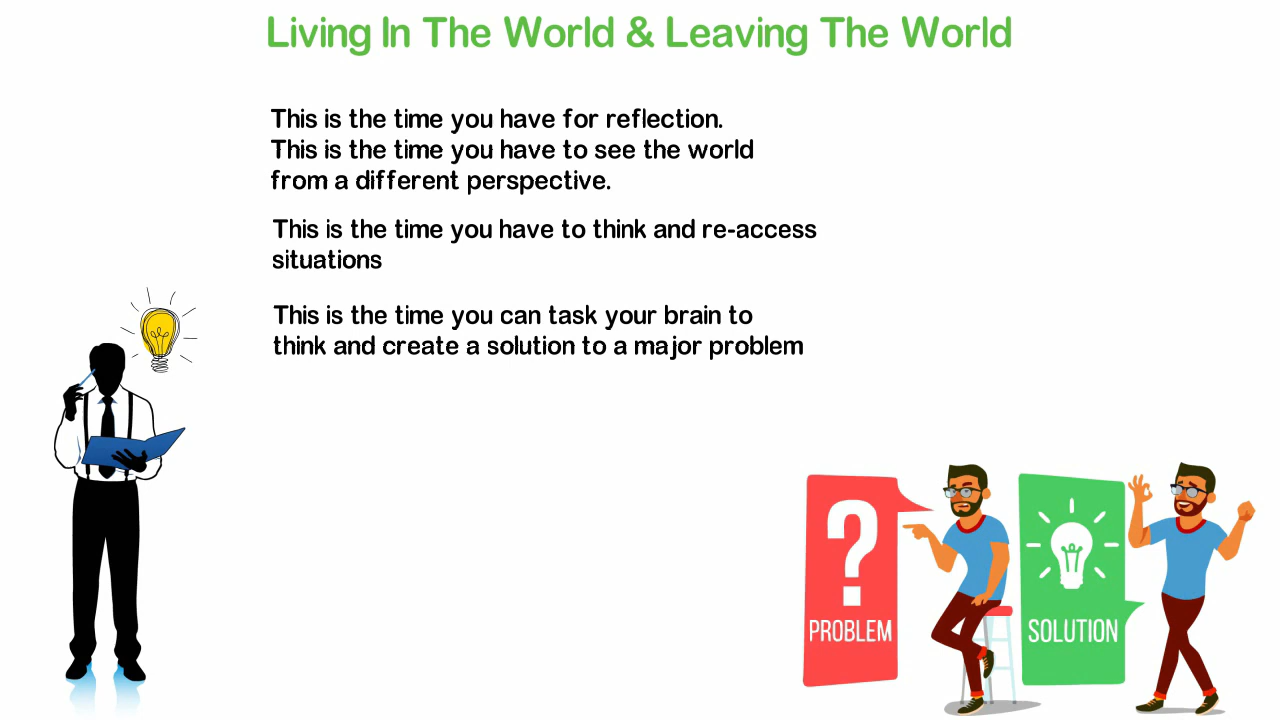 Living In The World & Leaving The World
This is the time you have for reflection.
This is the time you have to see the world
from a different perspective.
This is the time you have to think and re-access
situations
This is the time you can task your brain to
think and create a solution to a major problem
?
PROBLEM
SOLUTION